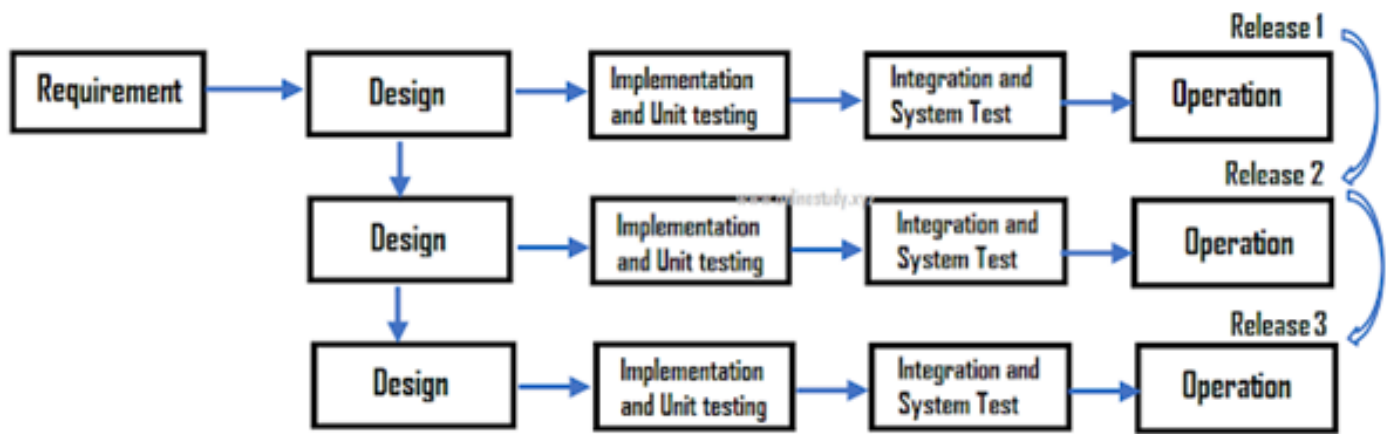 Release 1
Requirement
Design
Implementation
and Unit testing
Integration and
System Test
Operation
Release 2
Design
Implementation
and Unit testing
Integration and
System Test
Operation
Release 3
Design
Implementation
and Unit testing
Integration and
System Test
Operation